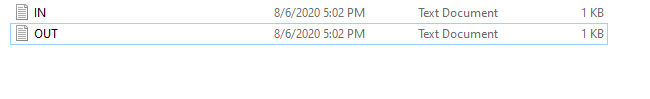 IN 8/6/2020 5:02 PM Text Document 1 KB
OUT 8/6/2020 5:02 PM Text Document 1 KB